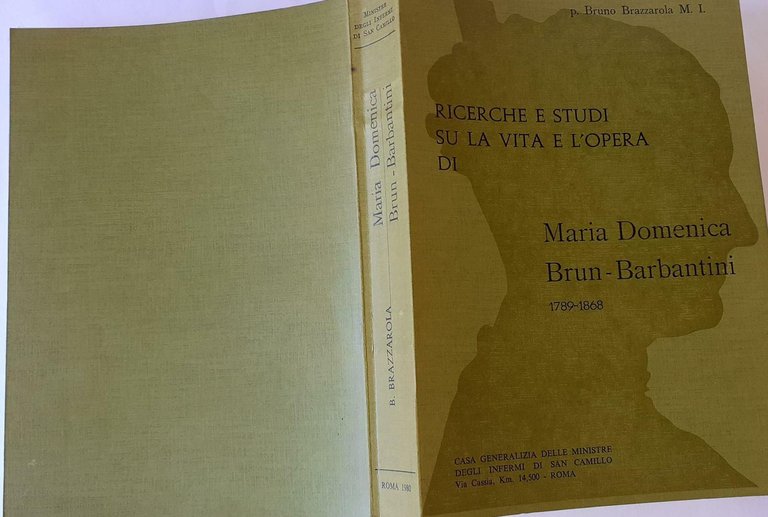 MINISTRE
DEGLI INFERMI
DI SAN CAMILLO
Maria Domenica
Brun - Barbantini
B. BRAZZAROLA
ROMA 1980
p. Bruno Brazzarola M. I.
RICERCHE E STUDI
SU LA VITA E L'OPERA
DI
Maria Domenica
Brun - Barbantini
1789-1868
CASA GENERALIZIA DELLE MINISTRE
DEGLI INFERMI DI SAN CAMILLO
Via Cassia, Km. 14,500 - ROMA